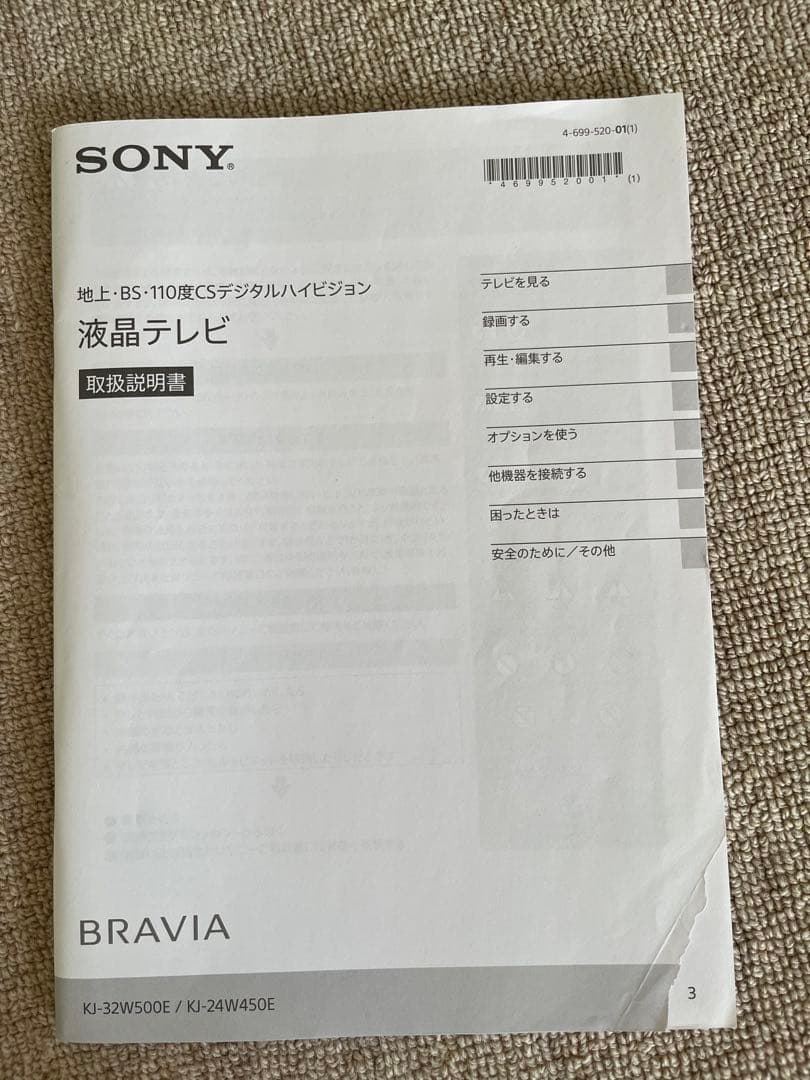 4-699-520-01(1)
SONY®
*469952001* (1)
地上・BS・110度CSデジタルハイビジョン
液晶テレビ
取扱説明書
テレビを見る
録画する
再生・編集する
設定する
オプションを使う
他機器を接続する
困ったときは
安全のために／その他
BRAVIA
KJ-32W500E / KJ-24W450E
3